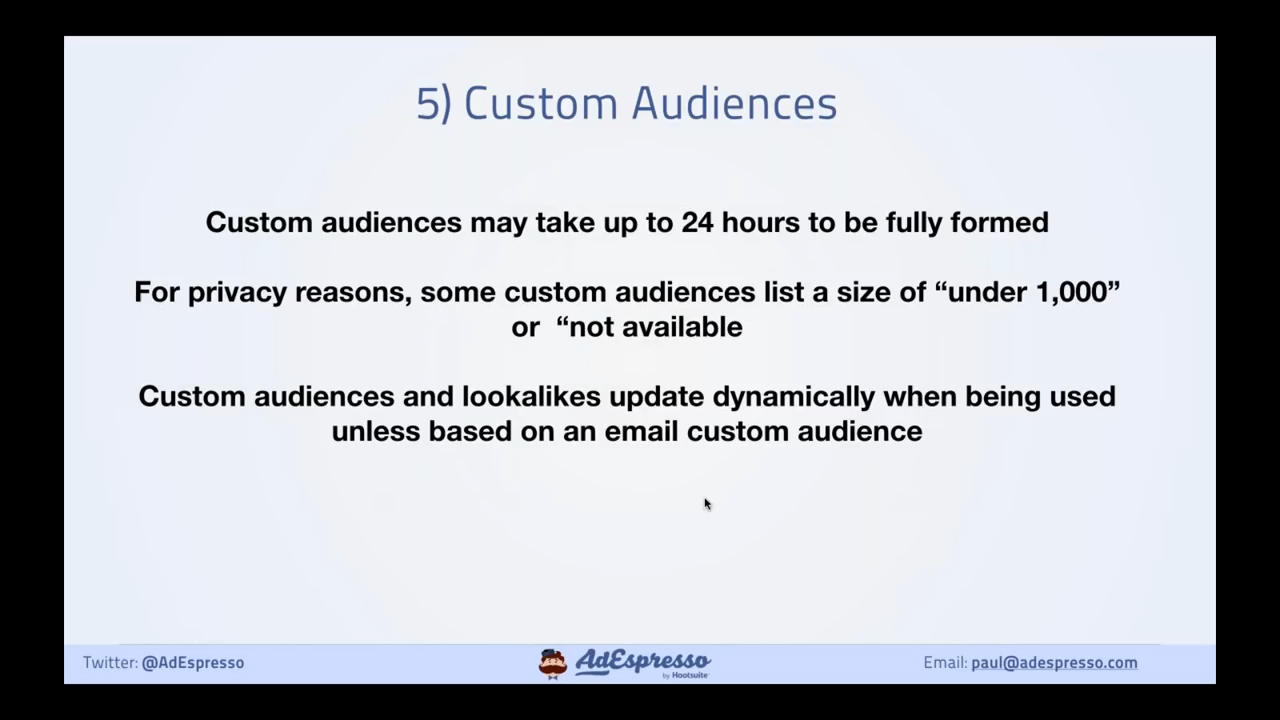 5) Custom Audiences
Custom audiences may take up to 24 hours to be fully formed
For privacy reasons, some custom audiences list a size of “under 1,000”
or “not available
Custom audiences and lookalikes update dynamically when being used
unless based on an email custom audience
Twitter: @AdEspresso
AdEspresso
by Hootsuite
Email: paul@adespresso.com